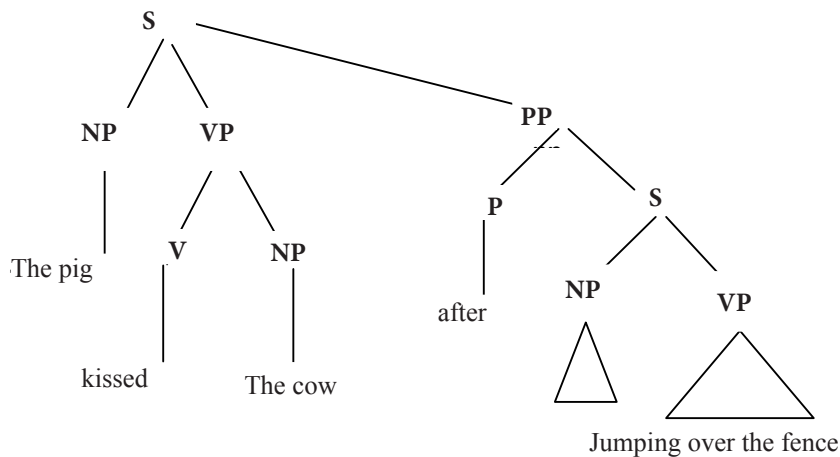 S
PP
NP VP
P S
The pig V NP
NP VP
after
kissed The cow
Jumping over the fence